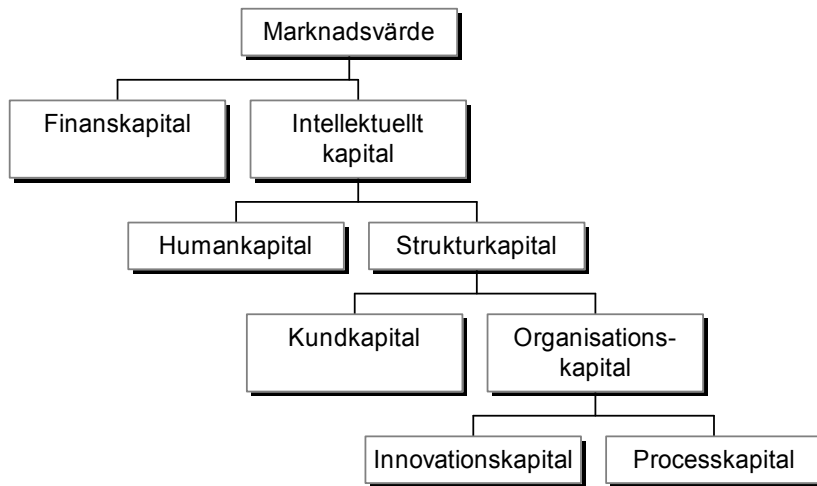 Marknadsvärde
Finanskapital
Intellektuellt
kapital
Humankapital
Strukturkapital
Kundkapital
Organisations-
kapital
Innovationskapital
Processkapital